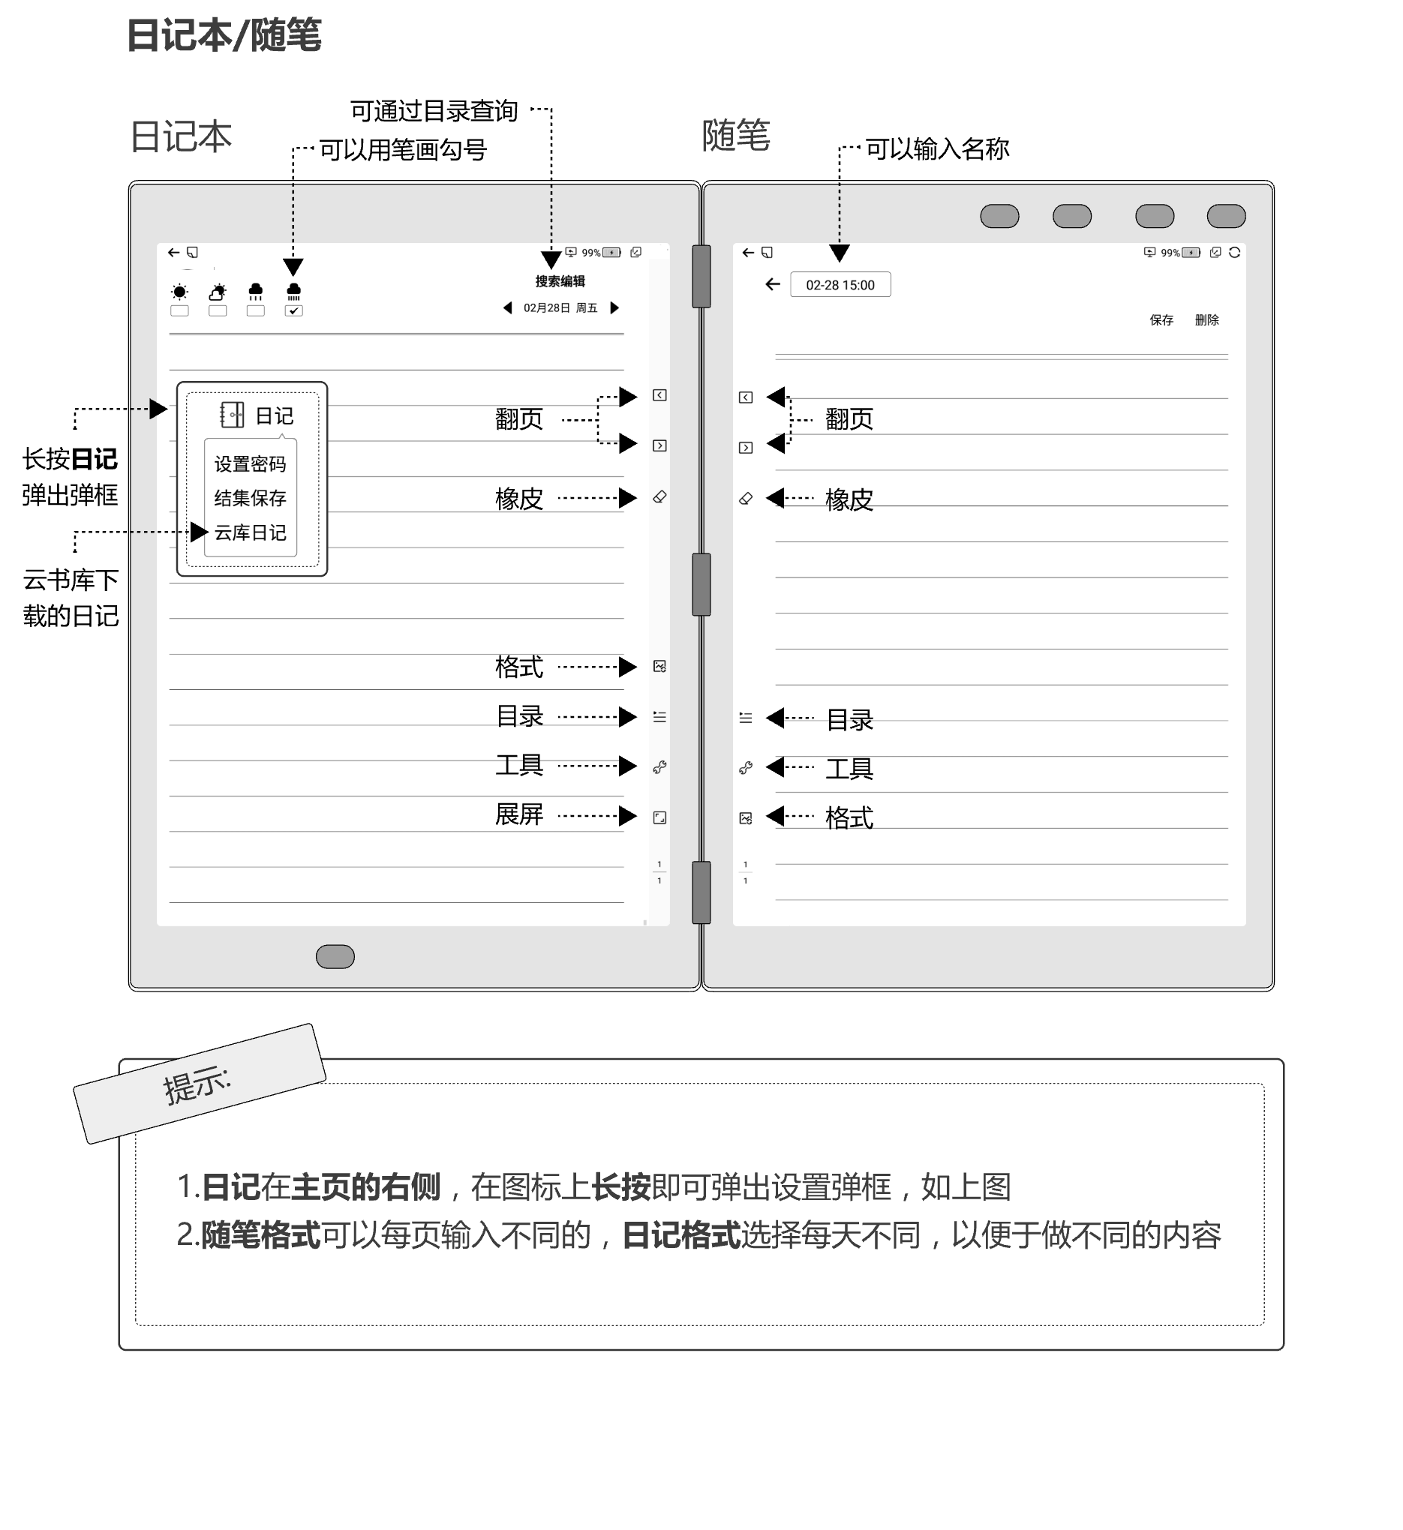 日记本/随笔
可通过目录查询
日记本
可以用笔画勾号
随笔
可以输入名称
99%
搜索编辑
02月28日 周五
日记
设置密码
结集保存
云库日记
长按日记
弹出弹框
云书库下
载的日记
翻页
橡皮
格式
目录
工具
展屏
1
1
99%
02-28 15:00
保存 删除
翻页
橡皮
目录
工具
格式
1
1
提示:
1.日记在主页的右侧，在图标上长按即可弹出设置弹框，如上图
2.随笔格式可以每页输入不同的，日记格式选择每天不同，以便于做不同的内容